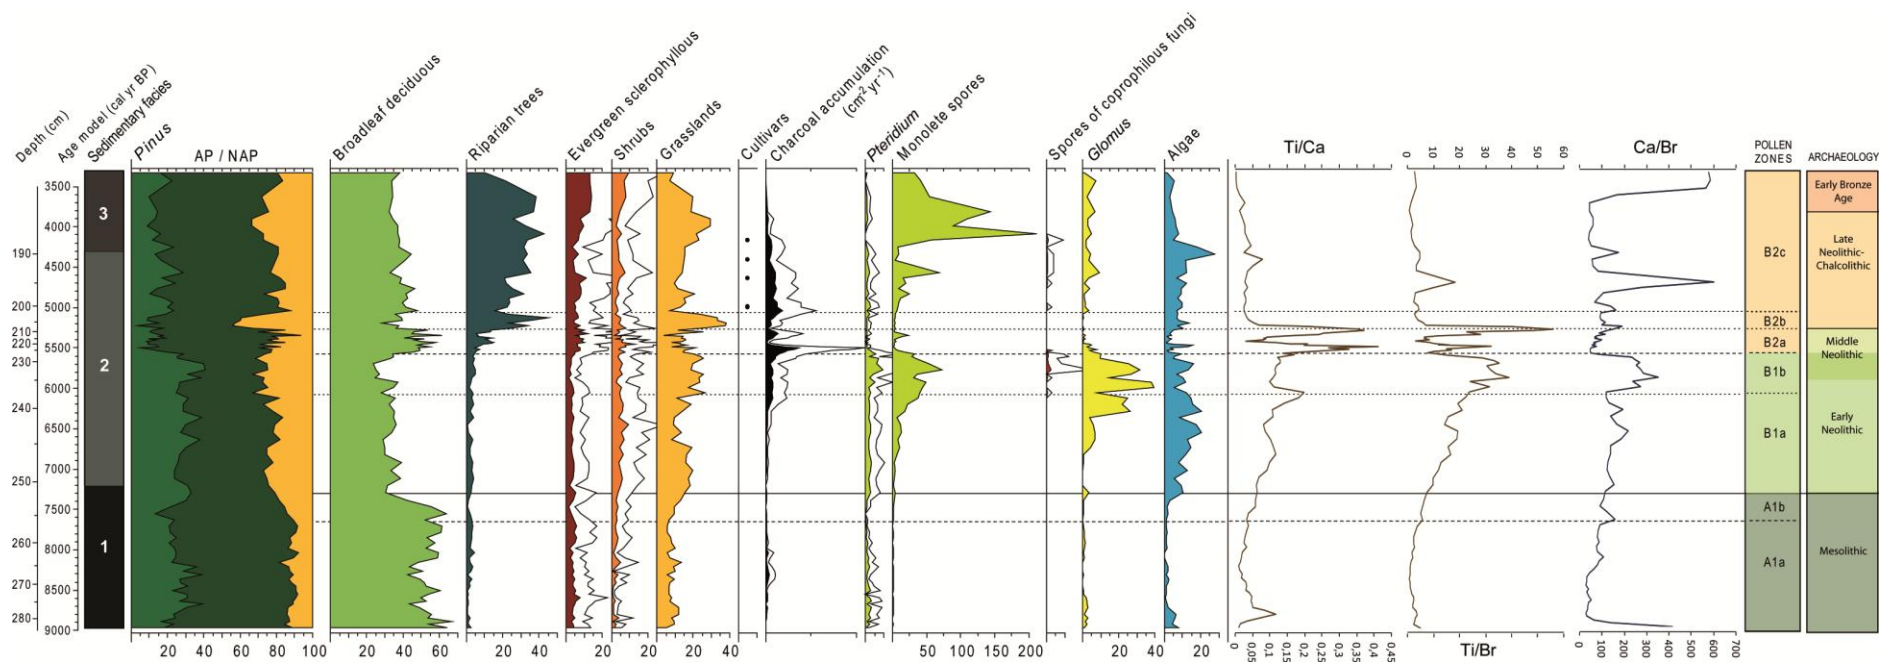 Depth (cm)
Age model (cal yr BP)
Sedimentary facies
Pinus
AP / NAP
Broadleaf deciduous
Riparian trees
Evergreen sclerophyllous
Shrubs
Grasslands
Cultivars
Charcoal accumulation
(cm² yr⁻¹)
Pteridium
Monolete spores
Spores of coprophilous fungi
Glomus
Algae
Ti/Ca
0 10 20 30 40 50 60
Ca/Br
POLLEN
ZONES
ARCHAEOLOGY
190
200
210
220
230
240
250
260
270
280
3500
4000
4500
5000
5500
6000
6500
7000
7500
8000
8500
9000
3
2
1
B2c
B2b
B2a
B1b
B1a
A1b
A1a
Early Bronze
Age
Late
Neolithic-
Chalcolithic
Middle
Neolithic
Early
Neolithic
Mesolithic
20 40 60 80 100
20 40 60
20 40
20
20
20
50 100 150 200
20 40
20
0 0,05 0,1 0,15 0,2 0,25 0,3 0,35 0,4 0,45
Ti/Br
0 100 200 300 400 500 600 700